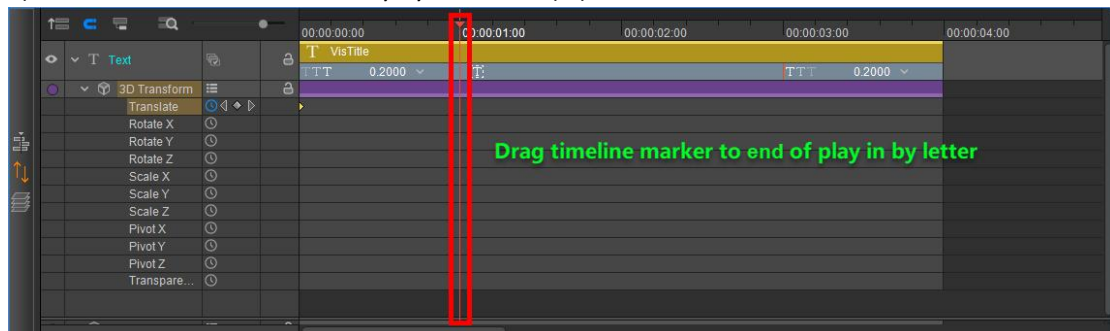 00:00:00:00 00:00:01:00 00:00:02:00 00:00:03:00 00:00:04:00
T VisTitle
T Text
TTT 0.2000 TTT 0.2000
3D Transform
Translate
Rotate X
Rotate Y
Drag timeline marker to end of play in by letter
Rotate Z
Scale X
Scale Y
Scale Z
Pivot X
Pivot Y
Pivot Z
Transpare...